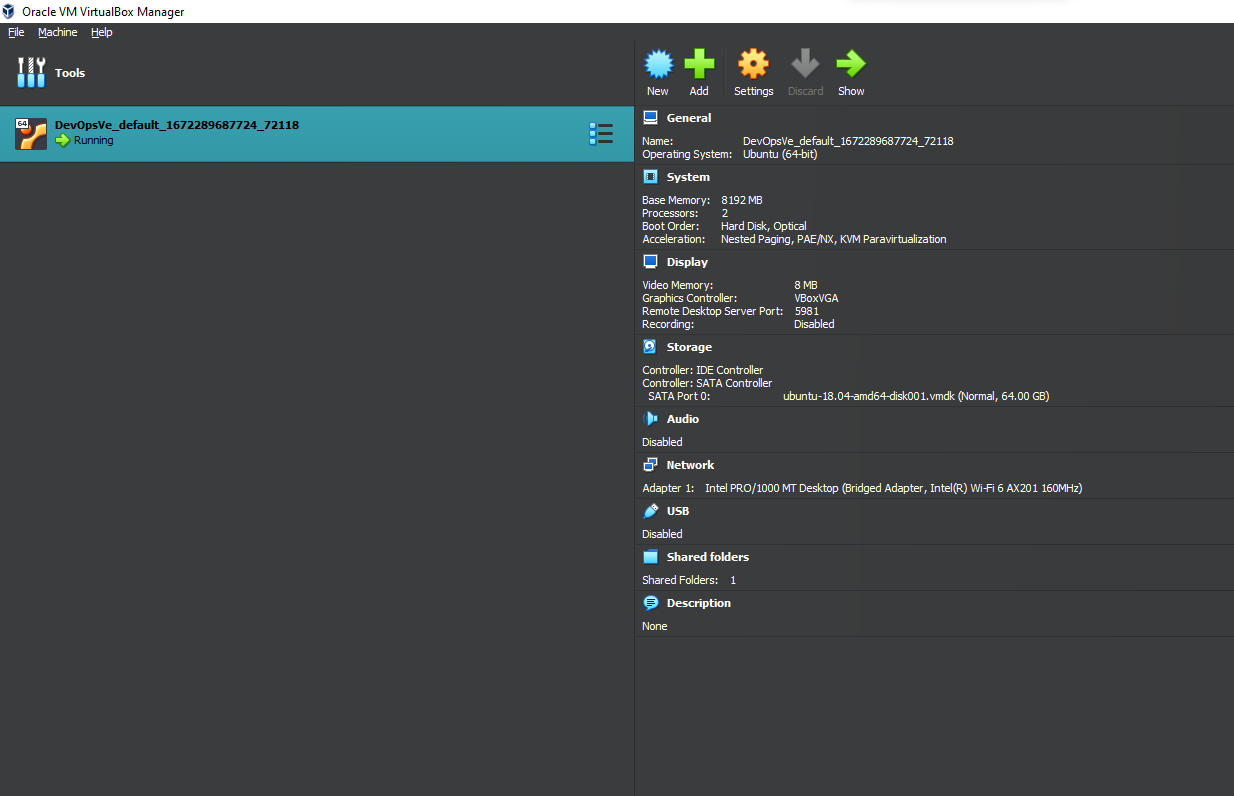 Oracle VM VirtualBox Manager
File Machine Help
Tools
New Add Settings Discard Show
64
DevOpsVe_default_1672289687724_72118
Running
General
Name: DevOpsVe_default_1672289687724_72118
Operating System: Ubuntu (64-bit)
System
Base Memory: 8192 MB
Processors: 2
Boot Order: Hard Disk, Optical
Acceleration: Nested Paging, PAE/NX, KVM Paravirtualization
Display
Video Memory: 8 MB
Graphics Controller: VBoxVGA
Remote Desktop Server Port: 5981
Recording: Disabled
Storage
Controller: IDE Controller
Controller: SATA Controller
SATA Port 0: ubuntu-18.04-amd64-disk001.vmdk (Normal, 64.00 GB)
Audio
Disabled
Network
Adapter 1: Intel PRO/1000 MT Desktop (Bridged Adapter, Intel(R) Wi-Fi 6 AX201 160MHz)
USB
Disabled
Shared folders
Shared Folders: 1
Description
None